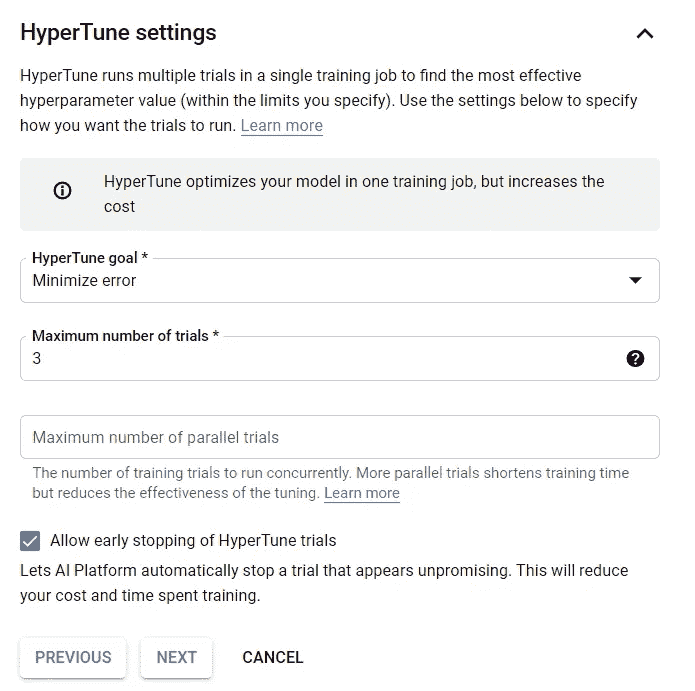 HyperTune settings
HyperTune runs multiple trials in a single training job to find the most effective
hyperparameter value (within the limits you specify). Use the settings below to specify
how you want the trials to run. Learn more
HyperTune optimizes your model in one training job, but increases the
cost
HyperTune goal *
Minimize error
Maximum number of trials *
3
Maximum number of parallel trials
The number of training trials to run concurrently. More parallel trials shortens training time
but reduces the effectiveness of the tuning. Learn more
Allow early stopping of HyperTune trials
Lets AI Platform automatically stop a trial that appears unpromising. This will reduce
your cost and time spent training.
PREVIOUS NEXT CANCEL